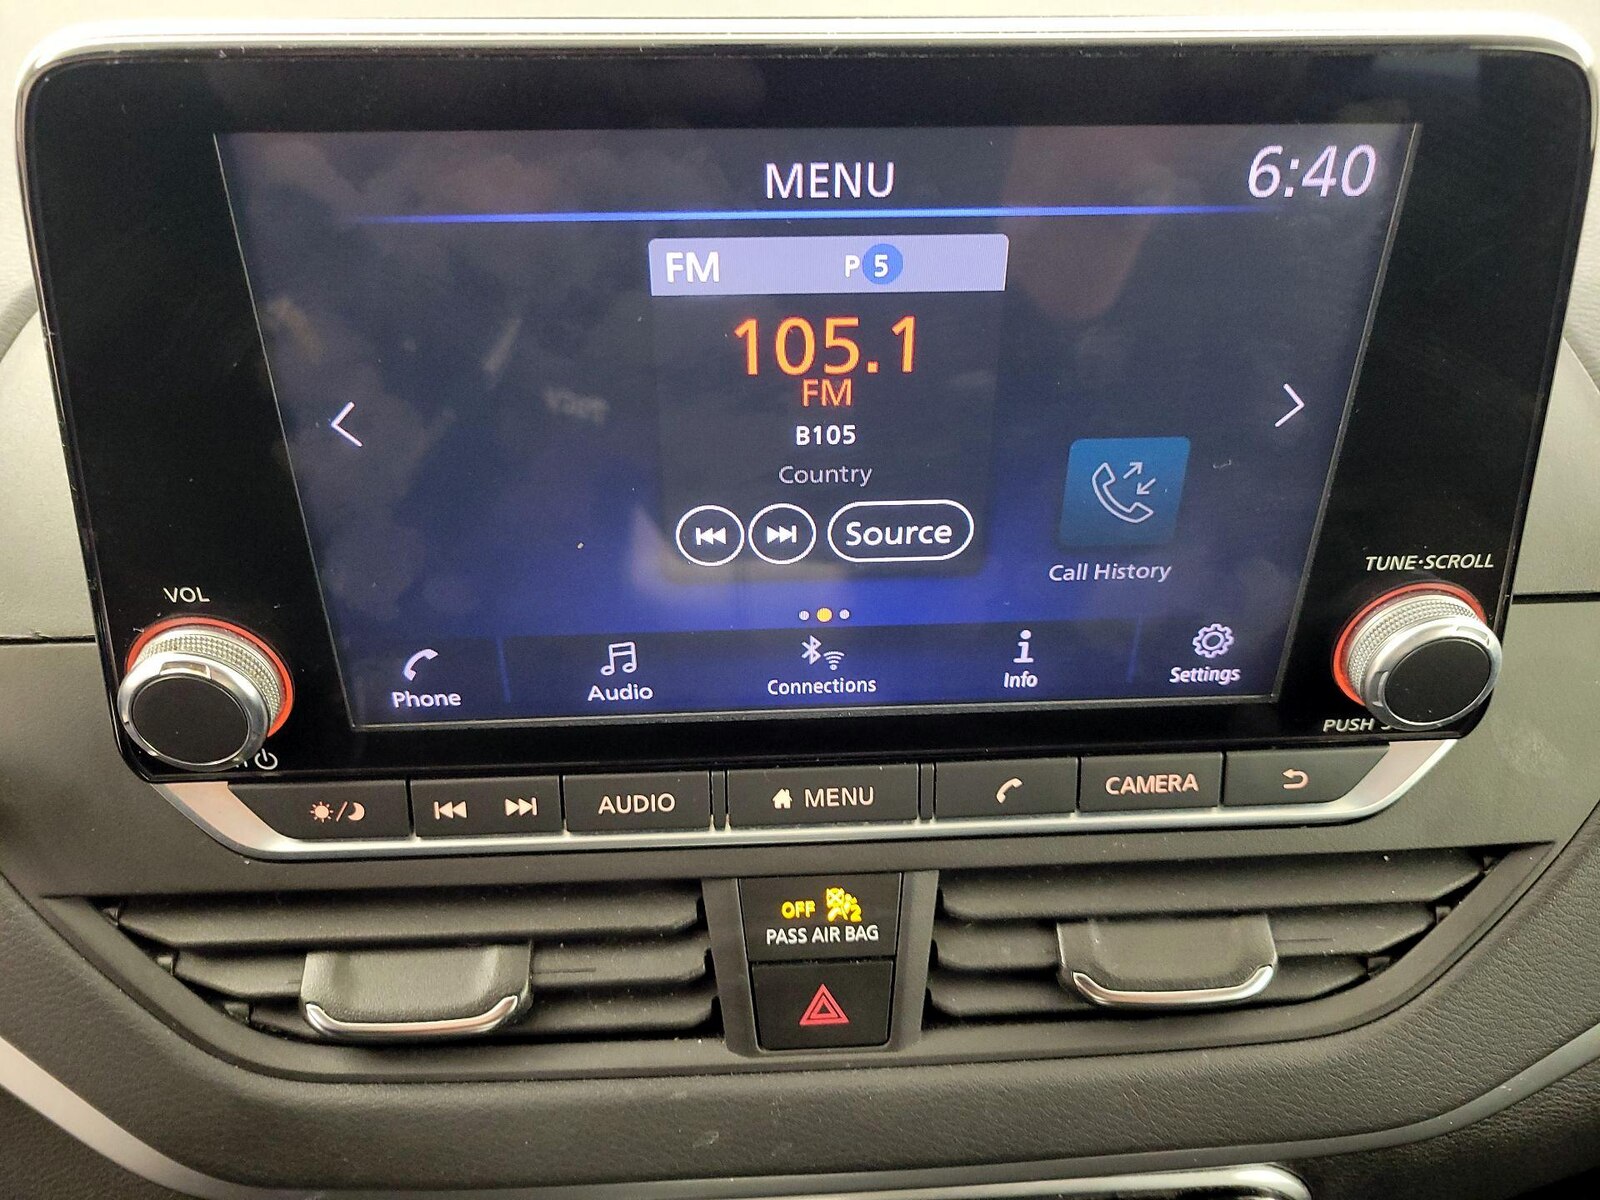 MENU
6:40
FM P 5
105.1
FM
B105
Country
Source
Call History
VOL
TUNE·SCROLL
Phone
Audio
Connections
Info
Settings
PUSH
AUDIO
MENU
CAMERA
OFF 2
PASS AIR BAG